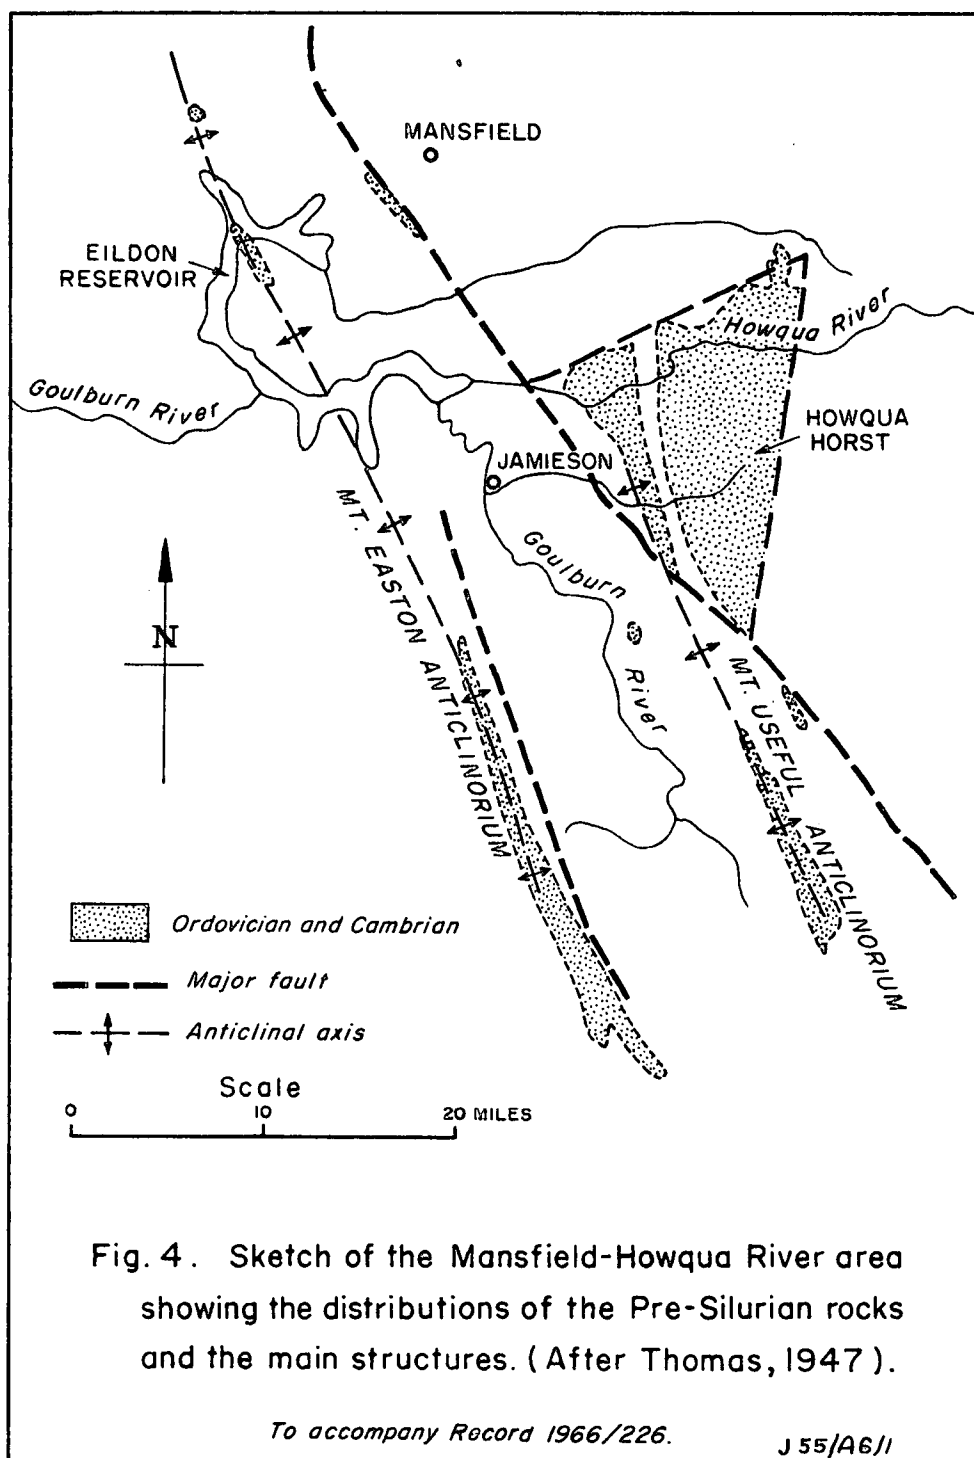 MANSFIELD
EILDON
RESERVOIR
Howqua River
Goulburn River
HOWQUA
HORST
JAMIESON
MT. EASTON ANTICLINORIUM
Goulburn River
N
MT. USEFUL ANTICLINORIUM
Ordovician and Cambrian
Major fault
Anticlinal axis
Scale
0 10 20 MILES
Fig. 4. Sketch of the Mansfield-Howqua River area
showing the distributions of the Pre-Silurian rocks
and the main structures. (After Thomas, 1947).
To accompany Record 1966/226.
J55/A6/1